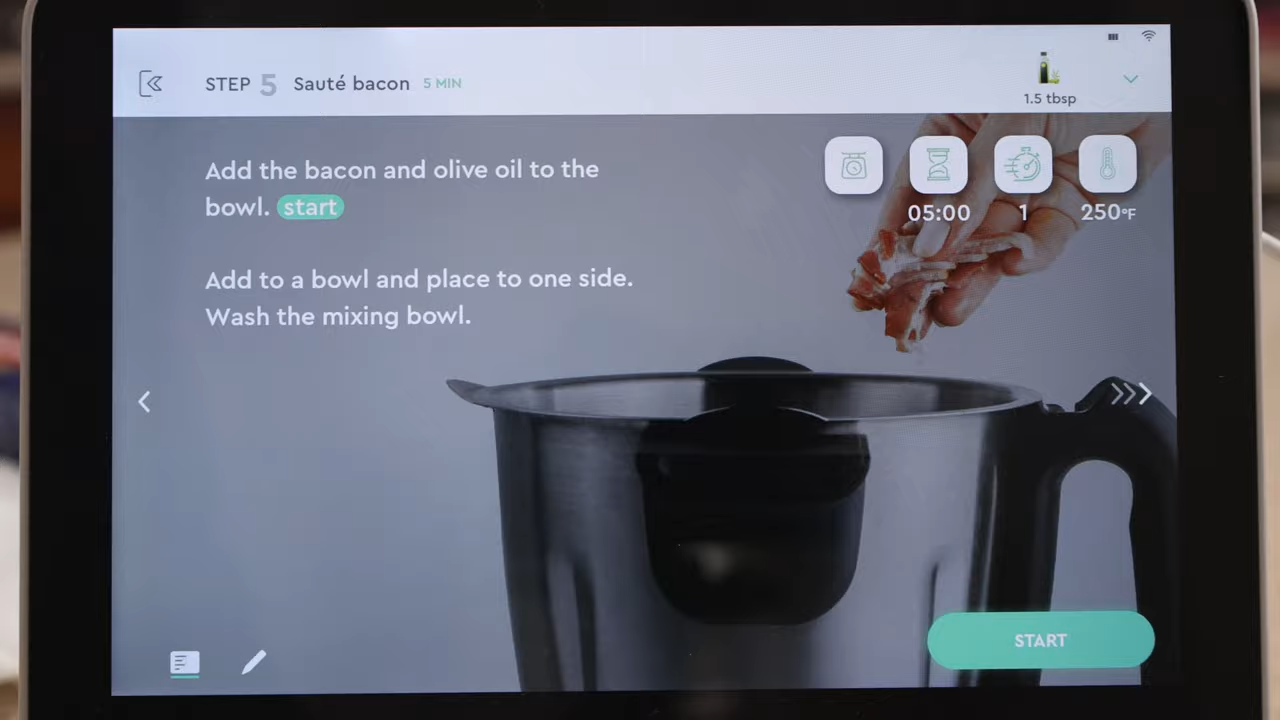 STEP 5 Sauté bacon 5 MIN
1.5 tbsp
Add the bacon and olive oil to the
bowl. start
Add to a bowl and place to one side.
Wash the mixing bowl.
05:00 1 250°F
START